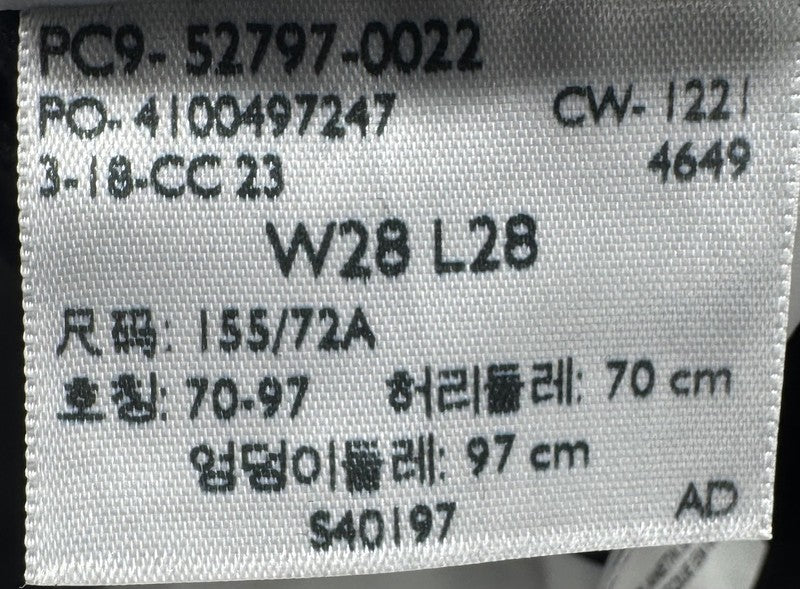 PC9- 52797-0022
PO- 4100497247 CW- 1221
3-18-CC 23 4649
W28 L28
尺码: 155/72A
호칭: 70-97 허리둘레: 70 cm
엉덩이둘레: 97 cm
S40197 AD